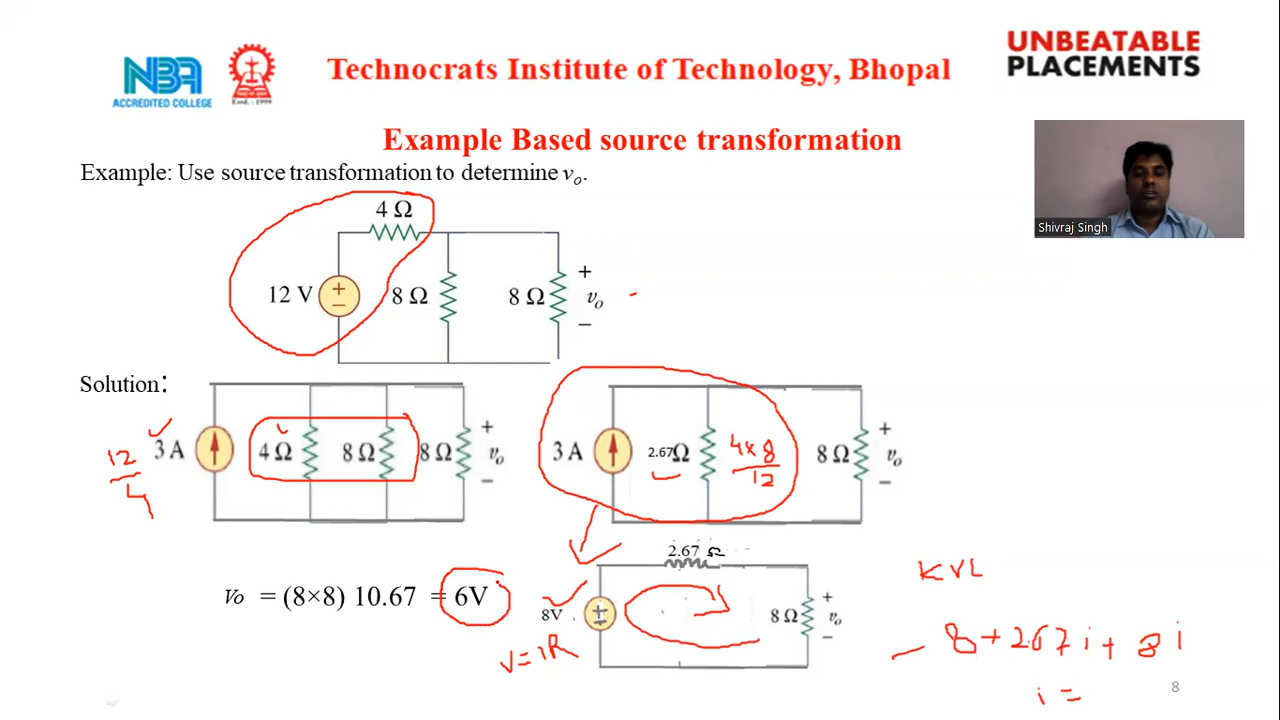 NBA
ACCREDITED COLLEGE
Estd. : 1999
Technocrats Institute of Technology, Bhopal
UNBEATABLE
PLACEMENTS
Example Based source transformation
Shivraj Singh
Example: Use source transformation to determine vo.
4 Ω
12 V
+
−
8 Ω
8 Ω
+
vo
−
Solution:
12
4
3 A
4 Ω
8 Ω
8 Ω
+
vo
−
3 A
2.67Ω
4 x 8
12
8 Ω
+
vo
−
2.67 Ω
8V
V = iR
8 Ω
+
vo
−
Vo = (8×8) 10.67 = 6V
KVL
− 8 + 2.67 i + 8 i
i =
8